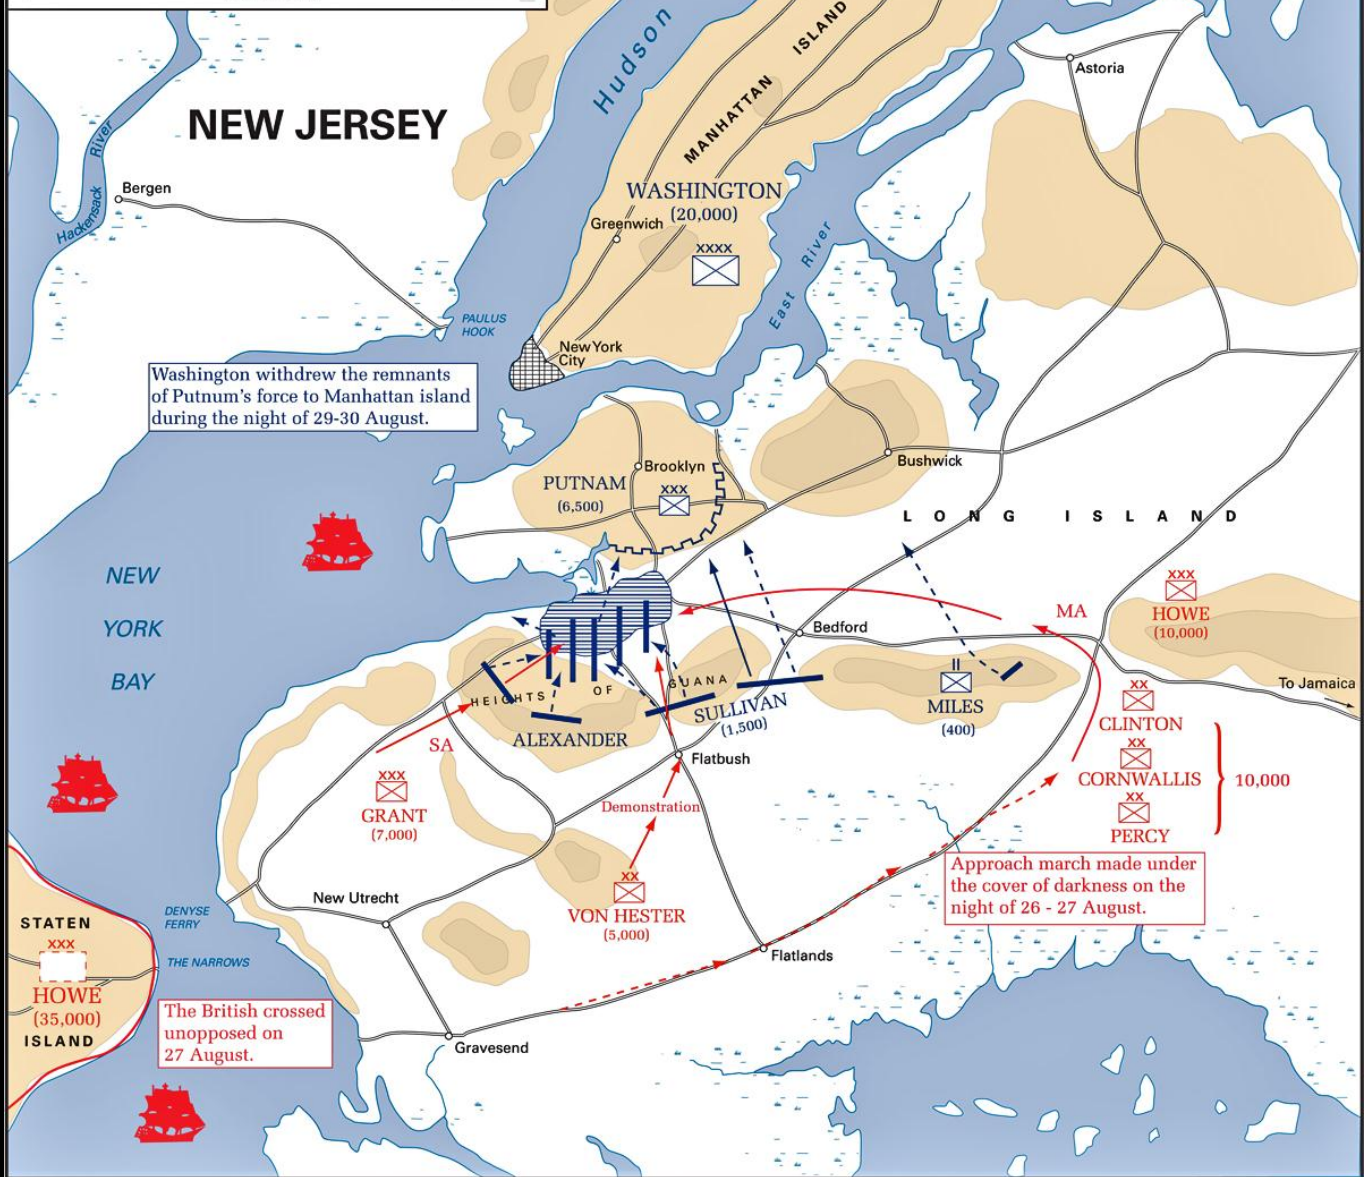 Hudson
MANHATTAN ISLAND
Astoria
NEW JERSEY
Hackensack River
Bergen
WASHINGTON
(20,000)
Greenwich
XXXX
East River
PAULUS
HOOK
New York
City
Washington withdrew the remnants
of Putnum's force to Manhattan island
during the night of 29-30 August.
Brooklyn
Bushwick
PUTNAM
(6,500)
XXX
LONG ISLAND
NEW
YORK
BAY
XXX
HOWE
(10,000)
MA
Bedford
HEIGHTS OF GUANA
To Jamaica
SULLIVAN
(1,500)
II
MILES
(400)
XX
CLINTON
XX
CORNWALLIS
XX
PERCY
10,000
ALEXANDER
SA
Flatbush
XXX
GRANT
(7,000)
Demonstration
XX
VON HESTER
(5,000)
Approach march made under
the cover of darkness on the
night of 26 - 27 August.
New Utrecht
DENYSE
FERRY
STATEN
XXX
HOWE
(35,000)
ISLAND
THE NARROWS
Flatlands
The British crossed
unopposed on
27 August.
Gravesend